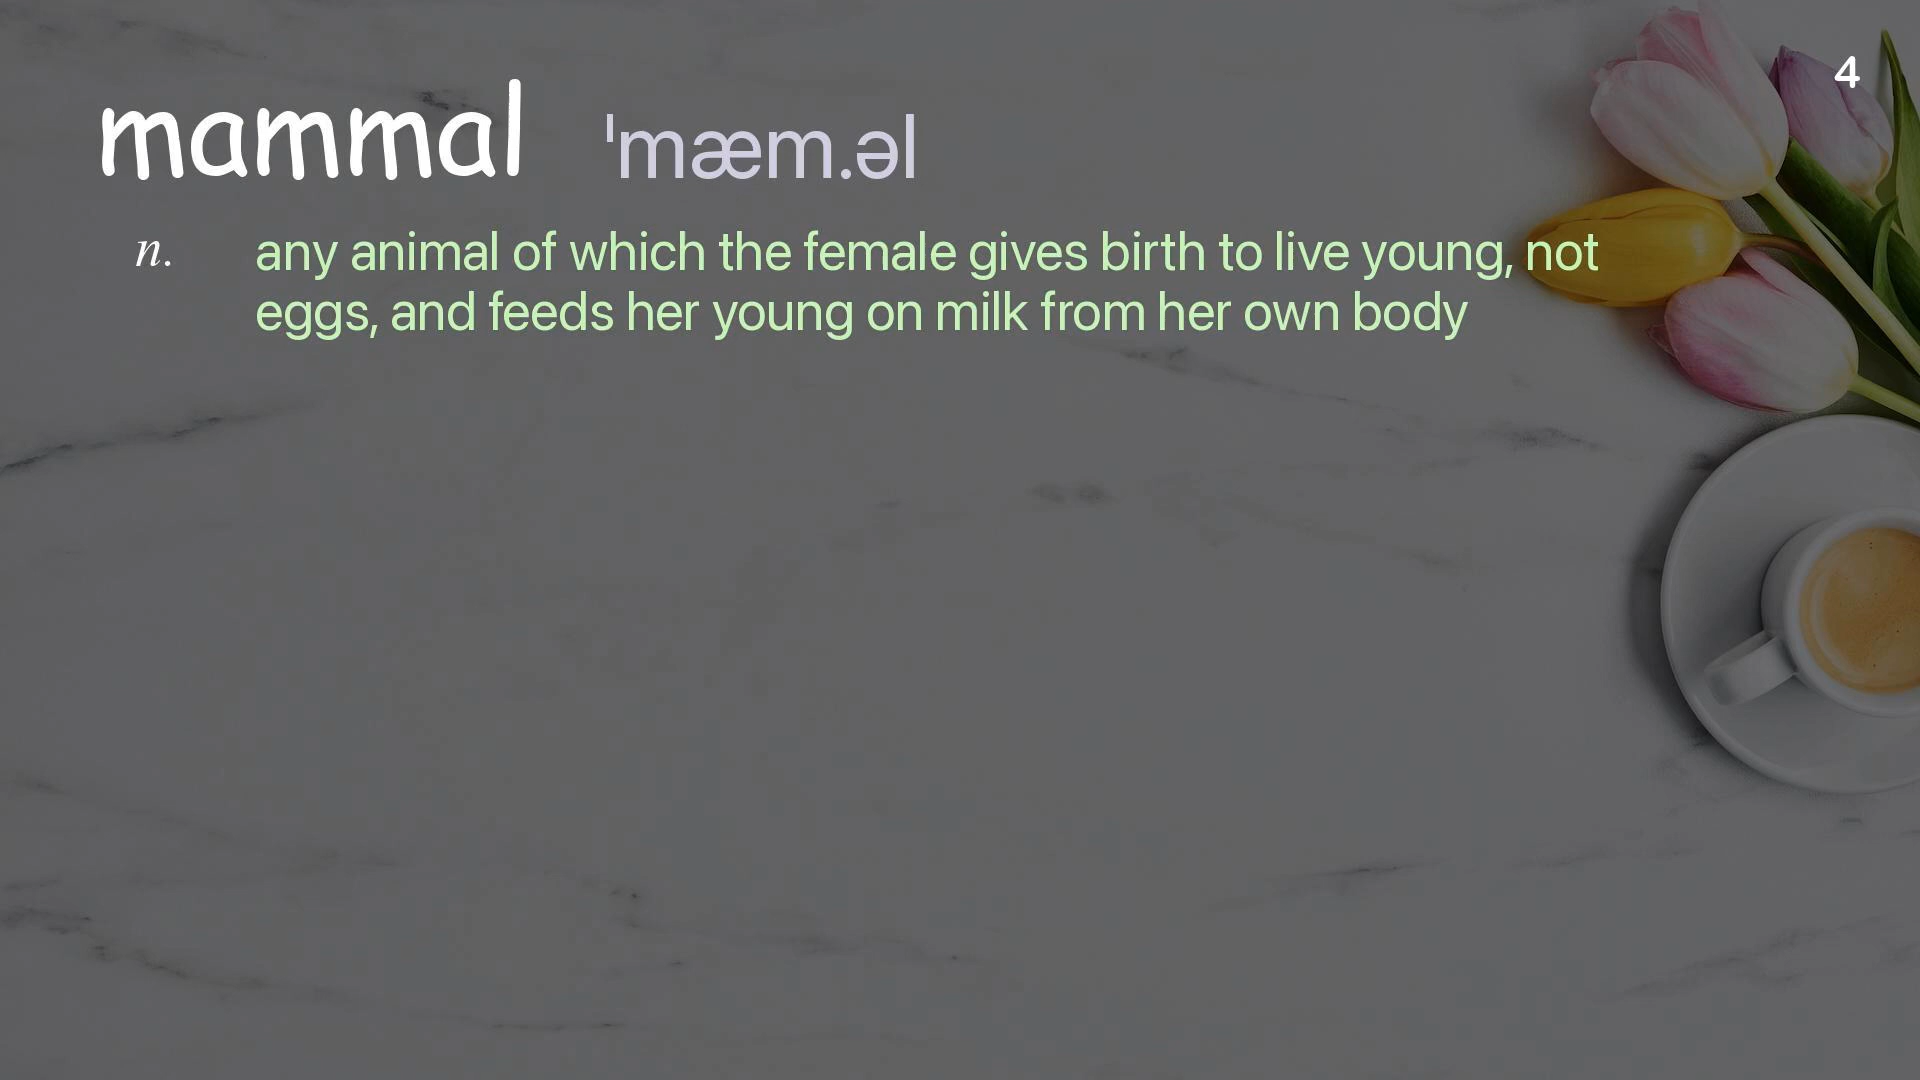 4
mammal ˈmæm.əl
n. any animal of which the female gives birth to live young, not
eggs, and feeds her young on milk from her own body